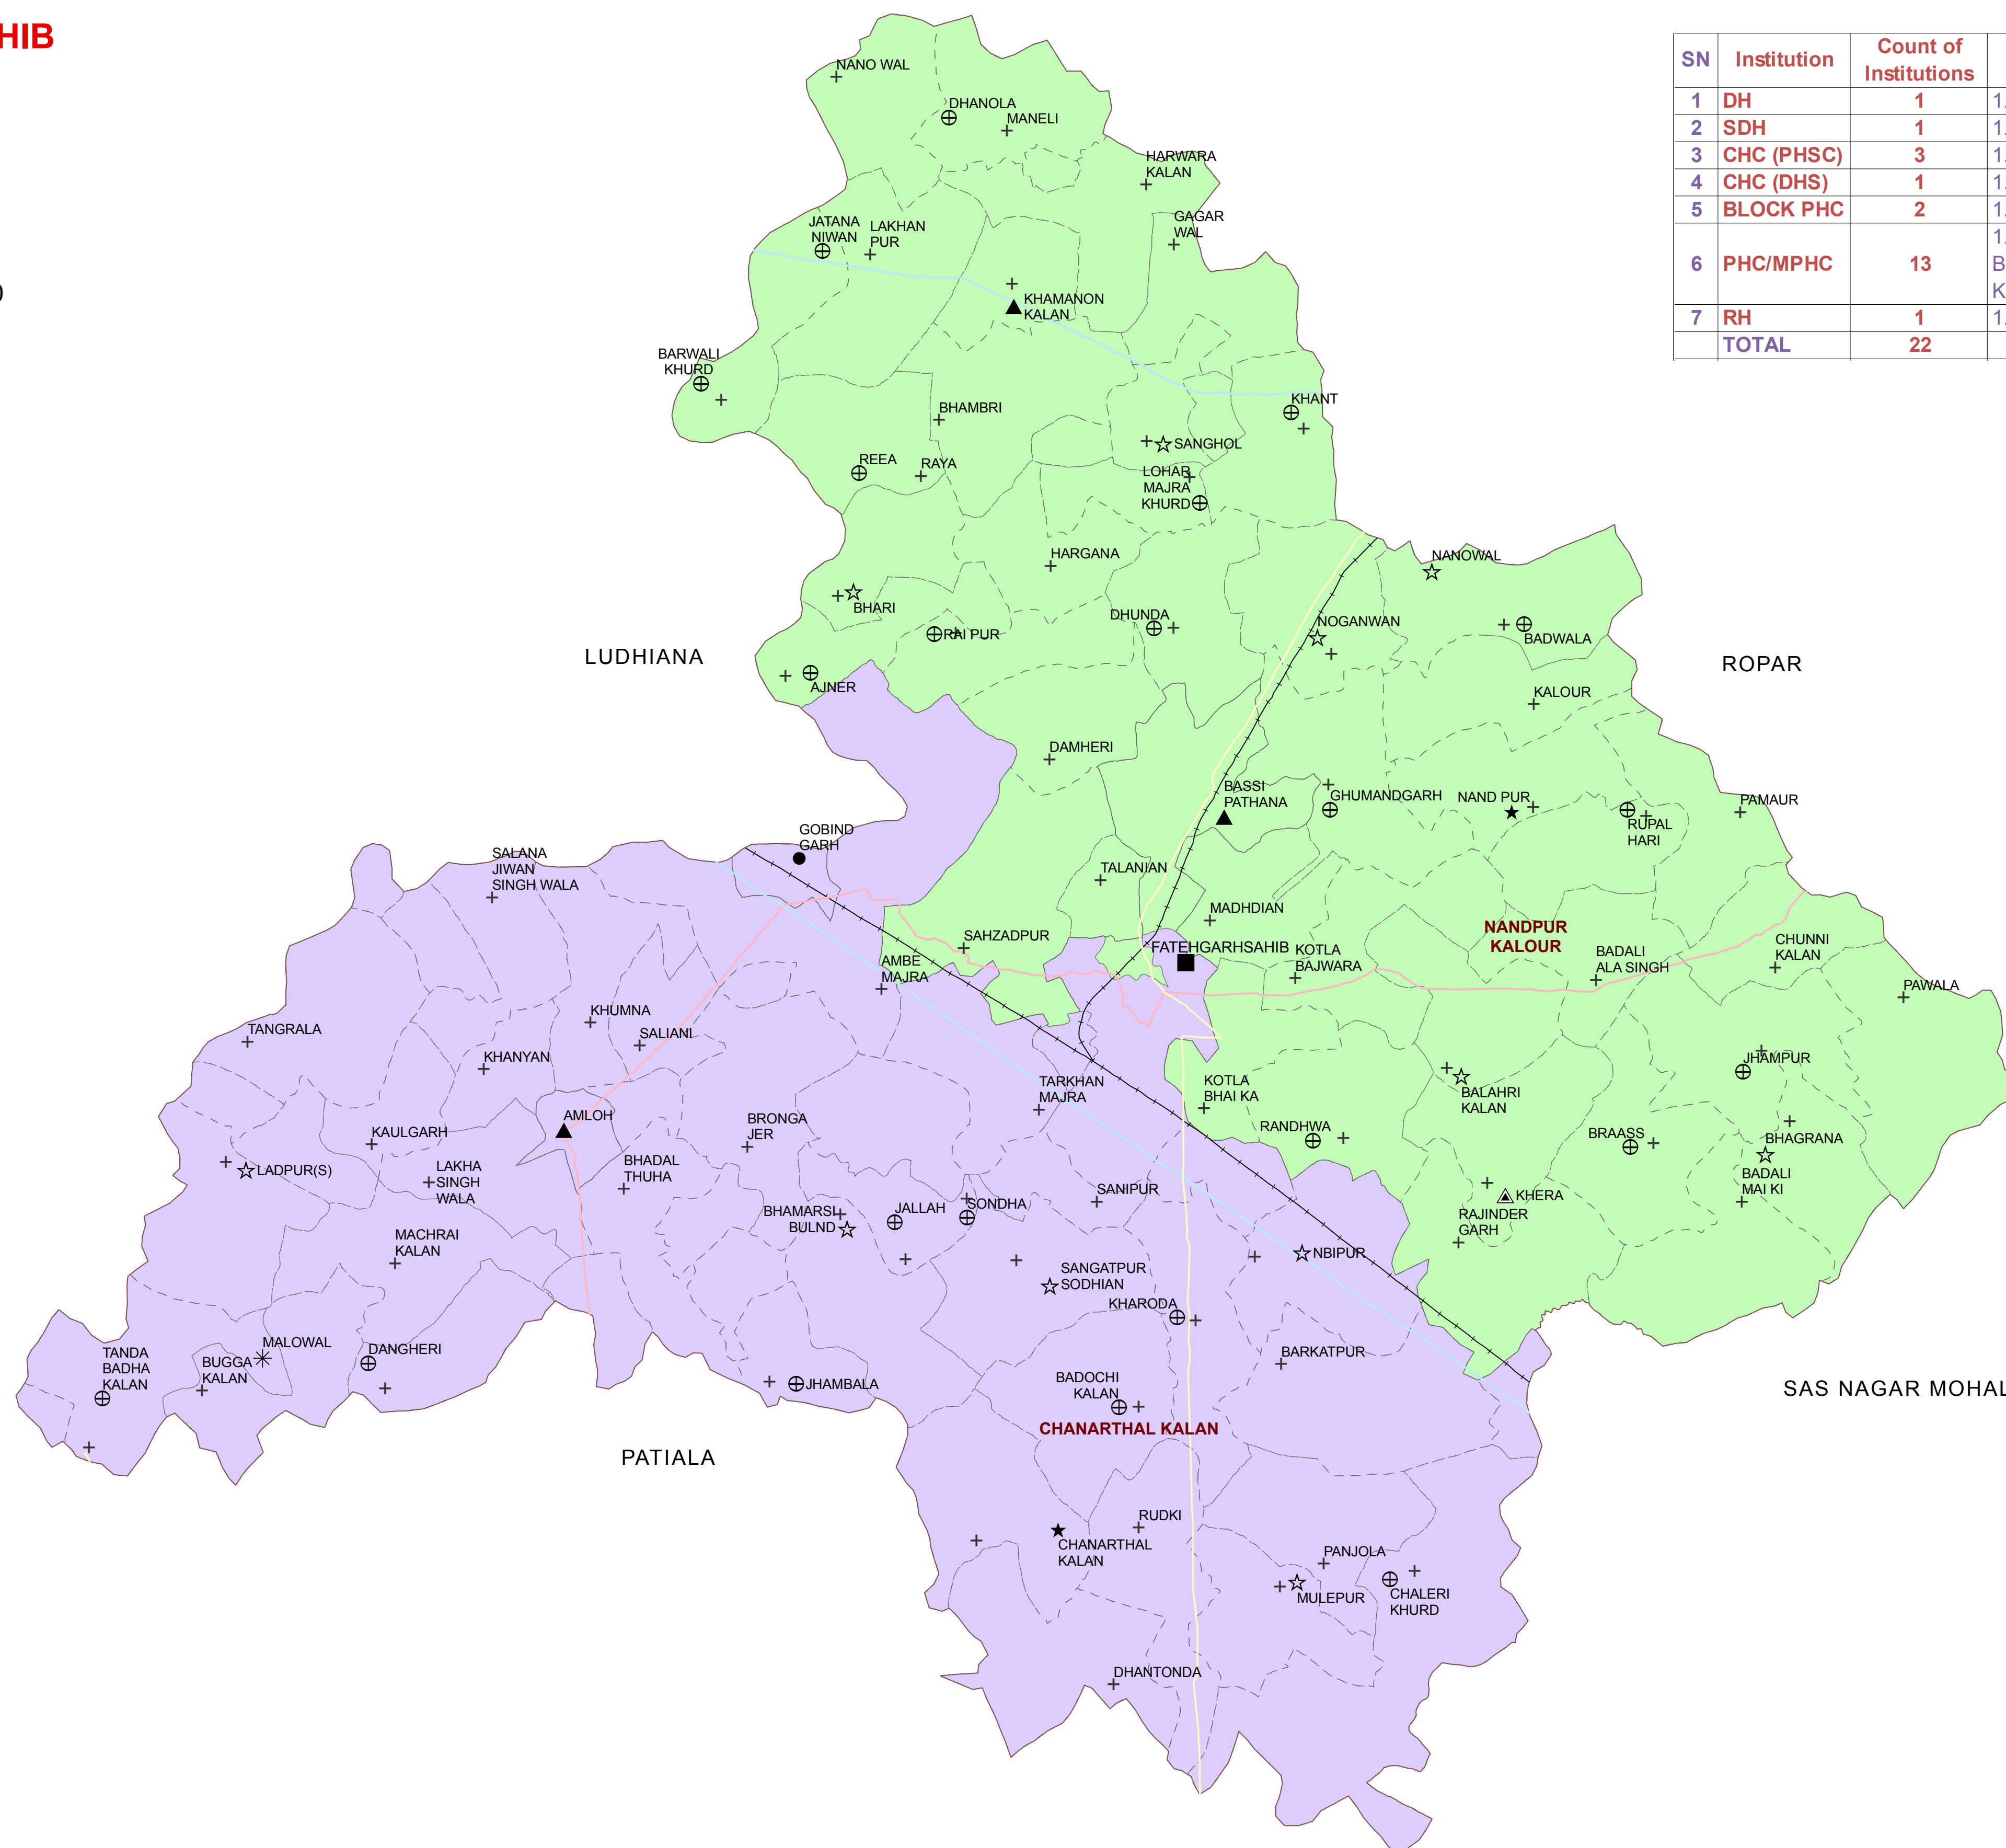 HIB
)
SN Institution Count of Institutions
1 DH 1 1.
2 SDH 1 1.
3 CHC (PHSC) 3 1.
4 CHC (DHS) 1 1.
5 BLOCK PHC 2 1.
6 PHC/MPHC 13 1.
B
K
7 RH 1 1.
TOTAL 22
NANO WAL
DHANOLA
MANELI
HARWARA
KALAN
JATANA
NIWAN
LAKHAN
PUR
GAGAR
WAL
KHAMANON
KALAN
BARWALI
KHURD
BHAMBRI
KHANT
SANGHOL
REEA
RAYA
LOHAR
MAJRA
KHURD
HARGANA
NANOWAL
BHARI
RAI PUR
DHUNDA
NOGANWAN
BADWALA
LUDHIANA
ROPAR
AJNER
KALOUR
DAMHERI
BASSI
PATHANA
GHUMANDGARH
NAND PUR
RUPAL
HARI
PAMAUR
GOBIND
GARH
SALANA
JIWAN
SINGH WALA
TALANIAN
MADHDIAN
SAHZADPUR
FATEHGARHSAHIB
KOTLA
BAJWARA
NANDPUR
KALOUR
BADALI
ALA SINGH
CHUNNI
KALAN
PAWALA
AMBE
MAJRA
TANGRALA
KHUMNA
SALIANI
KHANYAN
TARKHAN
MAJRA
KOTLA
BHAI KA
BALAHRI
KALAN
JHAMPUR
AMLOH
KAULGARH
BRONGA
JER
RANDHWA
BRAASS
BHAGRANA
LADPUR(S)
LAKHA
SINGH
WALA
BHADAL
THUHA
BADALI
MAI KI
BHAMARSI
BULND
JALLAH
SONDHA
SANIPUR
KHERA
RAJINDER
GARH
MACHRAI
KALAN
NBIPUR
SANGATPUR
SODHIAN
KHARODA
MALOWAL
DANGHERI
TANDA
BADHA
KALAN
BUGGA
KALAN
JHAMBALA
BARKATPUR
BADOCHI
KALAN
SAS NAGAR MOHAL
CHANARTHAL KALAN
PATIALA
RUDKI
CHANARTHAL
KALAN
PANJOLA
MULEPUR
CHALERI
KHURD
DHANTONDA